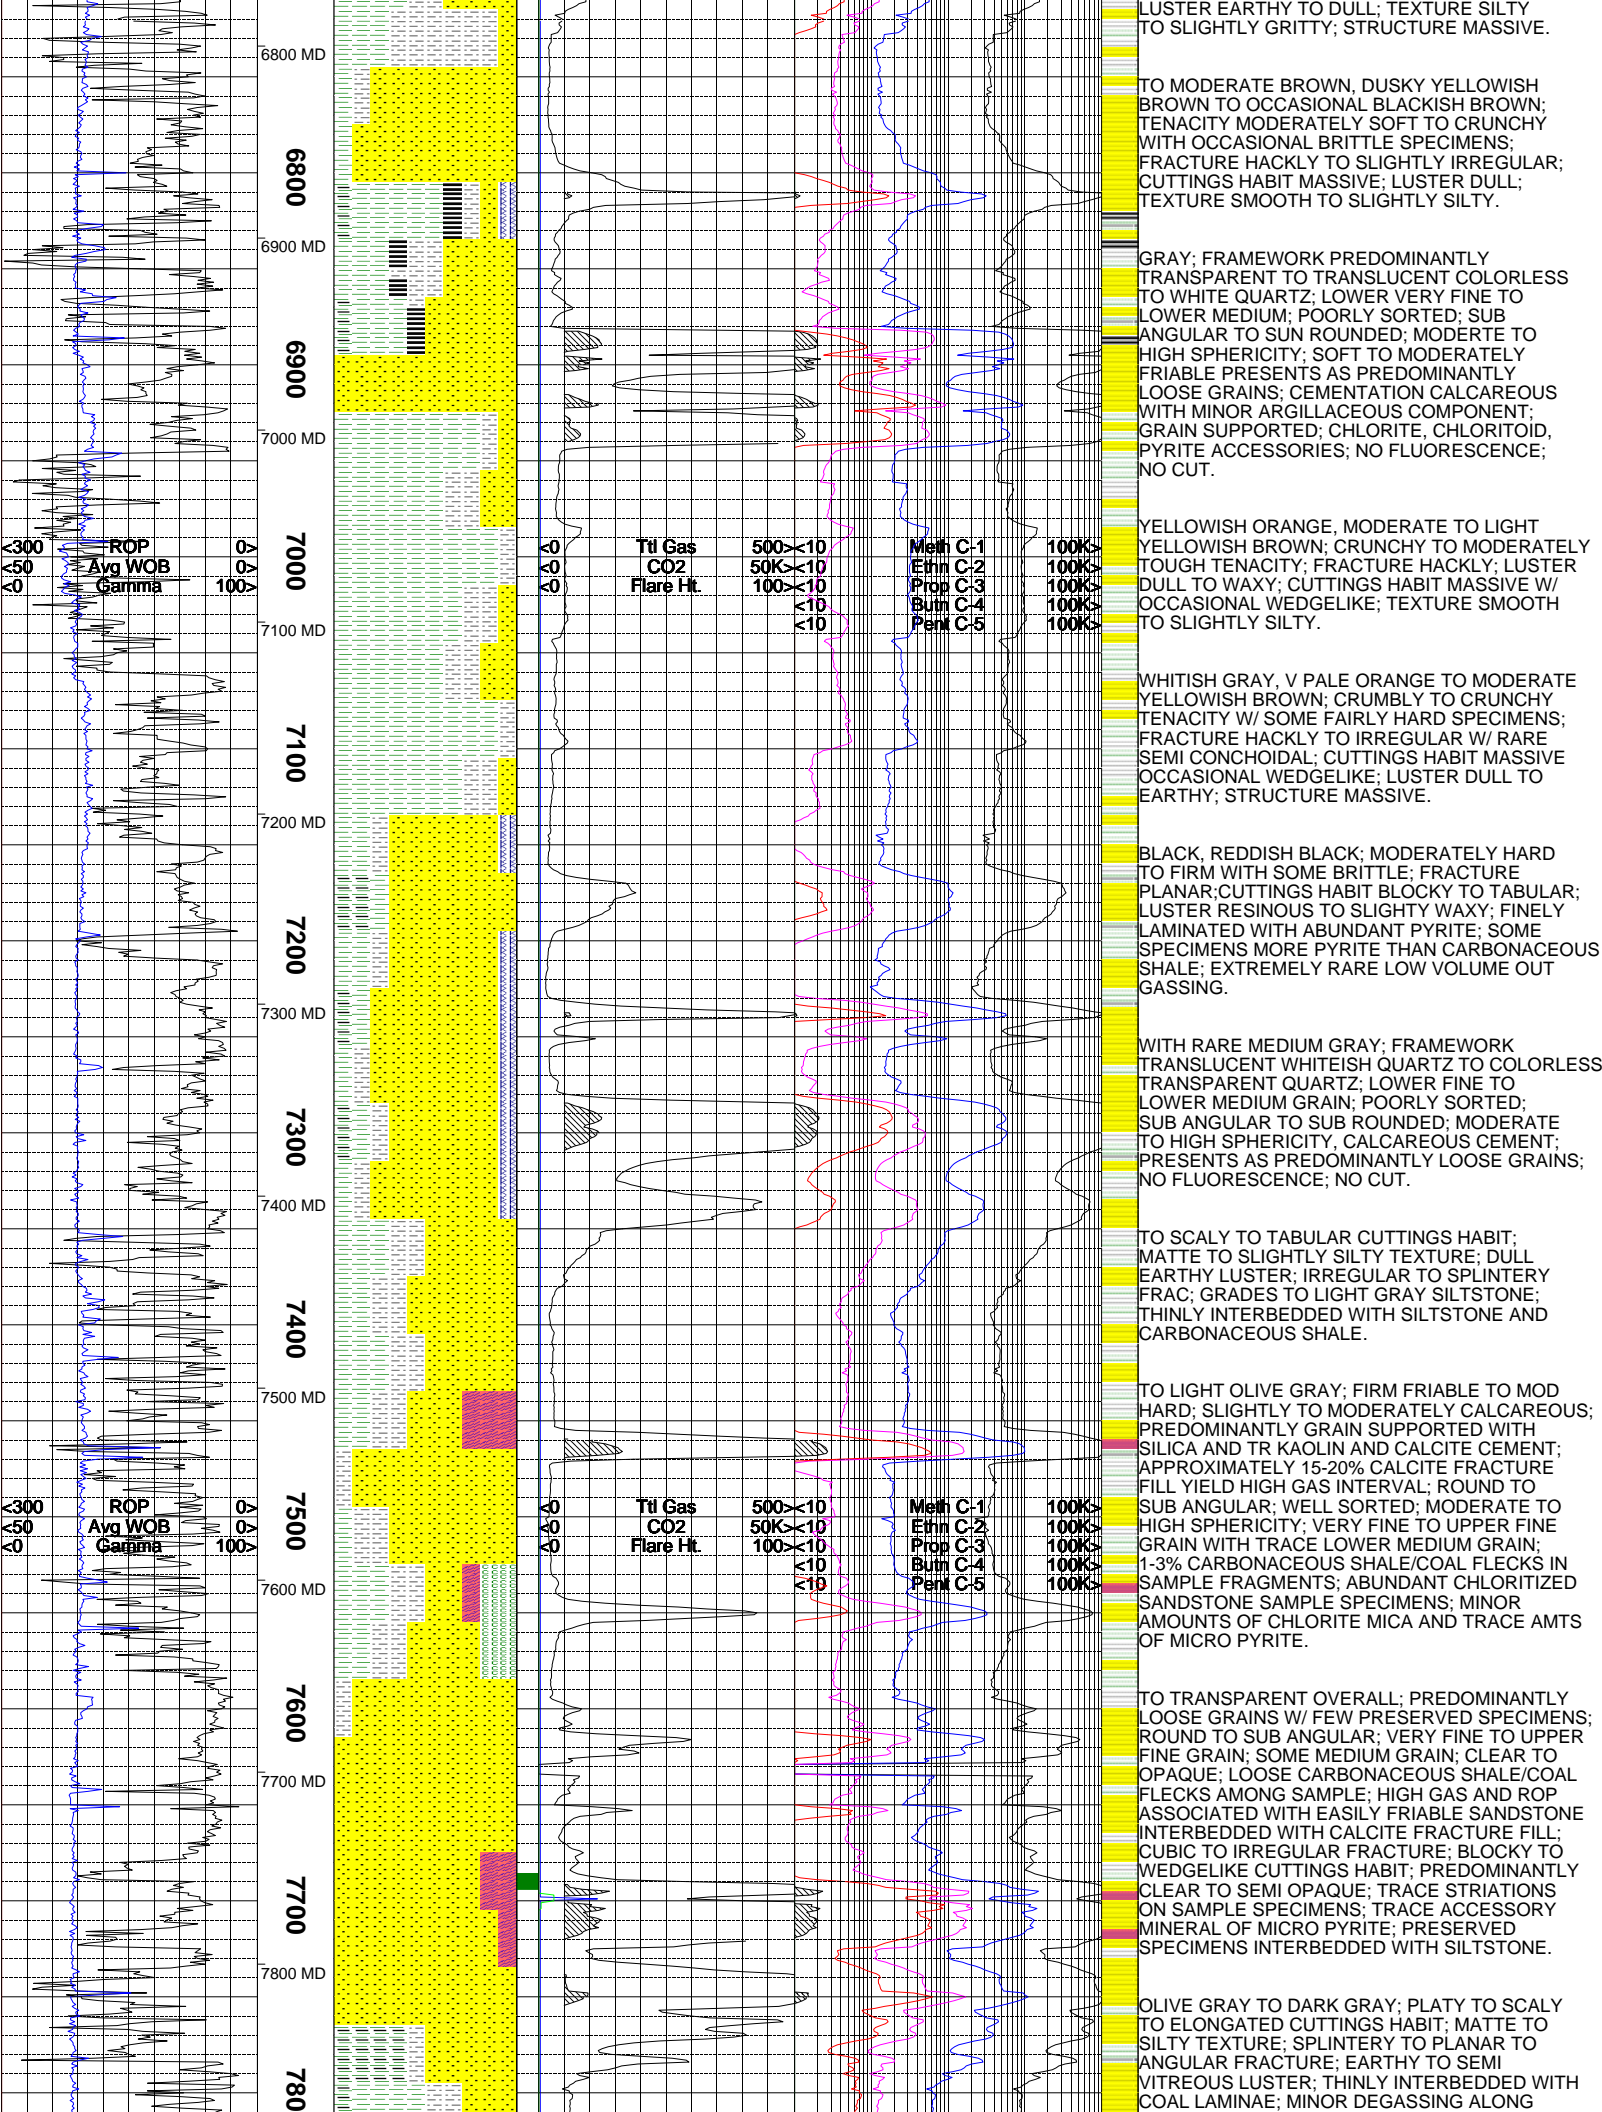 LUSTER EARTHY TO DULL; TEXTURE SILTY
TO SLIGHTLY GRITTY; STRUCTURE MASSIVE.
6800 MD
TO MODERATE BROWN, DUSKY YELLOWISH
BROWN TO OCCASIONAL BLACKISH BROWN;
TENACITY MODERATELY SOFT TO CRUNCHY
WITH OCCASIONAL BRITTLE SPECIMENS;
FRACTURE HACKLY TO SLIGHTLY IRREGULAR;
CUTTINGS HABIT MASSIVE; LUSTER DULL;
TEXTURE SMOOTH TO SLIGHTLY SILTY.
6800
6900 MD
GRAY; FRAMEWORK PREDOMINANTLY
TRANSPARENT TO TRANSLUCENT COLORLESS
TO WHITE QUARTZ; LOWER VERY FINE TO
LOWER MEDIUM; POORLY SORTED; SUB
ANGULAR TO SUN ROUNDED; MODERTE TO
HIGH SPHERICITY; SOFT TO MODERATELY
FRIABLE PRESENTS AS PREDOMINANTLY
LOOSE GRAINS; CEMENTATION CALCAREOUS
WITH MINOR ARGILLACEOUS COMPONENT;
GRAIN SUPPORTED; CHLORITE, CHLORITOID,
PYRITE ACCESSORIES; NO FLUORESCENCE;
NO CUT.
6900
7000 MD
YELLOWISH ORANGE, MODERATE TO LIGHT
YELLOWISH BROWN; CRUNCHY TO MODERATELY
TOUGH TENACITY; FRACTURE HACKLY; LUSTER
DULL TO WAXY; CUTTINGS HABIT MASSIVE W/
OCCASIONAL WEDGELIKE; TEXTURE SMOOTH
TO SLIGHTLY SILTY.
7000
<300 ROP 0> <0 Ttl Gas 500> <10 Meth C-1 100K>
<50 Avg WOB 0> <0 CO2 50K> <10 Ethn C-2 100K>
<0 Gamma 100> <0 Flare Ht. 100> <10 Prop C-3 100K>
<10 Butn C-4 100K>
<10 Pent C-5 100K>
7100 MD
WHITISH GRAY, V PALE ORANGE TO MODERATE
YELLOWISH BROWN; CRUMBLY TO CRUNCHY
TENACITY W/ SOME FAIRLY HARD SPECIMENS;
FRACTURE HACKLY TO IRREGULAR W/ RARE
SEMI CONCHOIDAL; CUTTINGS HABIT MASSIVE
OCCASIONAL WEDGELIKE; LUSTER DULL TO
EARTHY; STRUCTURE MASSIVE.
7100
7200 MD
BLACK, REDDISH BLACK; MODERATELY HARD
TO FIRM WITH SOME BRITTLE; FRACTURE
PLANAR;CUTTINGS HABIT BLOCKY TO TABULAR;
LUSTER RESINOUS TO SLIGHTY WAXY; FINELY
LAMINATED WITH ABUNDANT PYRITE; SOME
SPECIMENS MORE PYRITE THAN CARBONACEOUS
SHALE; EXTREMELY RARE LOW VOLUME OUT
GASSING.
7200
7300 MD
WITH RARE MEDIUM GRAY; FRAMEWORK
TRANSLUCENT WHITEISH QUARTZ TO COLORLESS
TRANSPARENT QUARTZ; LOWER FINE TO
LOWER MEDIUM GRAIN; POORLY SORTED;
SUB ANGULAR TO SUB ROUNDED; MODERATE
TO HIGH SPHERICITY, CALCAREOUS CEMENT;
PRESENTS AS PREDOMINANTLY LOOSE GRAINS;
NO FLUORESCENCE; NO CUT.
7300
7400 MD
TO SCALY TO TABULAR CUTTINGS HABIT;
MATTE TO SLIGHTLY SILTY TEXTURE; DULL
EARTHY LUSTER; IRREGULAR TO SPLINTERY
FRAC; GRADES TO LIGHT GRAY SILTSTONE;
THINLY INTERBEDDED WITH SILTSTONE AND
CARBONACEOUS SHALE.
7400
7500 MD
TO LIGHT OLIVE GRAY; FIRM FRIABLE TO MOD
HARD; SLIGHTLY TO MODERATELY CALCAREOUS;
PREDOMINANTLY GRAIN SUPPORTED WITH
SILICA AND TR KAOLIN AND CALCITE CEMENT;
APPROXIMATELY 15-20% CALCITE FRACTURE
FILL YIELD HIGH GAS INTERVAL; ROUND TO
SUB ANGULAR; WELL SORTED; MODERATE TO
HIGH SPHERICITY; VERY FINE TO UPPER FINE
GRAIN WITH TRACE LOWER MEDIUM GRAIN;
1-3% CARBONACEOUS SHALE/COAL FLECKS IN
SAMPLE FRAGMENTS; ABUNDANT CHLORITIZED
SANDSTONE SAMPLE SPECIMENS; MINOR
AMOUNTS OF CHLORITE MICA AND TRACE AMTS
OF MICRO PYRITE.
7500
<300 ROP 0> <0 Ttl Gas 500> <10 Meth C-1 100K>
<50 Avg WOB 0> <0 CO2 50K> <10 Ethn C-2 100K>
<0 Gamma 100> <0 Flare Ht. 100> <10 Prop C-3 100K>
<10 Butn C-4 100K>
<10 Pent C-5 100K>
7600 MD
TO TRANSPARENT OVERALL; PREDOMINANTLY
LOOSE GRAINS W/ FEW PRESERVED SPECIMENS;
ROUND TO SUB ANGULAR; VERY FINE TO UPPER
FINE GRAIN; SOME MEDIUM GRAIN; CLEAR TO
OPAQUE; LOOSE CARBONACEOUS SHALE/COAL
FLECKS AMONG SAMPLE; HIGH GAS AND ROP
ASSOCIATED WITH EASILY FRIABLE SANDSTONE
INTERBEDDED WITH CALCITE FRACTURE FILL;
CUBIC TO IRREGULAR FRACTURE; BLOCKY TO
WEDGELIKE CUTTINGS HABIT; PREDOMINANTLY
CLEAR TO SEMI OPAQUE; TRACE STRIATIONS
ON SAMPLE SPECIMENS; TRACE ACCESSORY
MINERAL OF MICRO PYRITE; PRESERVED
SPECIMENS INTERBEDDED WITH SILTSTONE.
7600
7700 MD
7700
7800 MD
OLIVE GRAY TO DARK GRAY; PLATY TO SCALY
TO ELONGATED CUTTINGS HABIT; MATTE TO
SILTY TEXTURE; SPLINTERY TO PLANAR TO
ANGULAR FRACTURE; EARTHY TO SEMI
VITREOUS LUSTER; THINLY INTERBEDDED WITH
COAL LAMINAE; MINOR DEGASSING ALONG
780